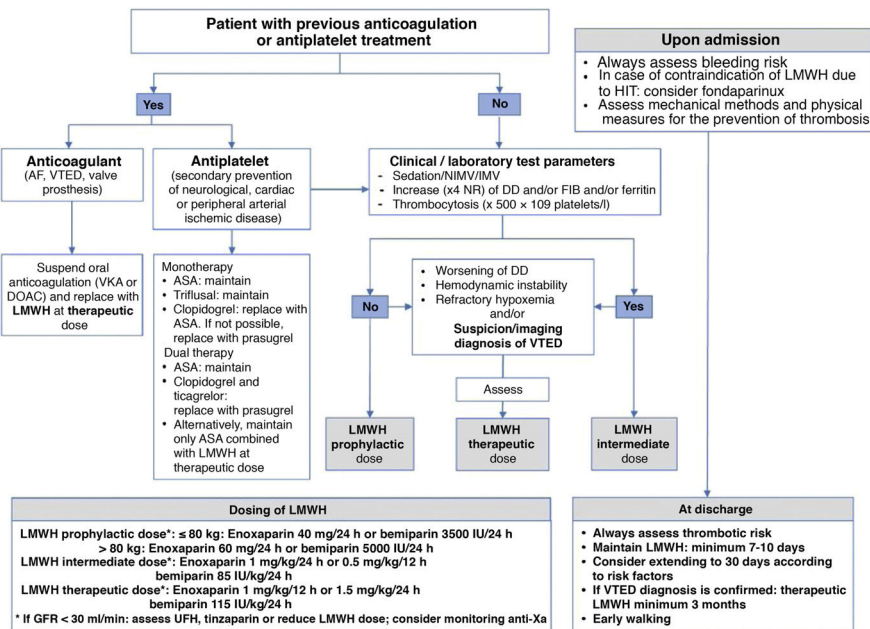 Patient with previous anticoagulation
or antiplatelet treatment
Upon admission
• Always assess bleeding risk
• In case of contraindication of LMWH due
to HIT: consider fondaparinux
• Assess mechanical methods and physical
measures for the prevention of thrombosis
Yes
No
Anticoagulant
(AF, VTED, valve
prosthesis)
Antiplatelet
(secondary prevention
of neurological, cardiac
or peripheral arterial
ischemic disease)
Clinical / laboratory test parameters
- Sedation/NIMV/IMV
- Increase (x4 NR) of DD and/or FIB and/or ferritin
- Thrombocytosis (x 500 × 109 platelets/l)
Suspend oral
anticoagulation (VKA or
DOAC) and replace with
LMWH at therapeutic
dose
Monotherapy
• ASA: maintain
• Triflusal: maintain
• Clopidogrel: replace with
ASA. If not possible,
replace with prasugrel
Dual therapy
• ASA: maintain
• Clopidogrel and
ticagrelor:
replace with prasugrel
• Alternatively, maintain
only ASA combined
with LMWH at
therapeutic dose
No
• Worsening of DD
• Hemodynamic instability
• Refractory hypoxemia
and/or
Suspicion/imaging
diagnosis of VTED
Yes
Assess
LMWH
prophylactic
dose
LMWH
therapeutic
dose
LMWH
intermediate
dose
Dosing of LMWH
LMWH prophylactic dose*: ≤ 80 kg: Enoxaparin 40 mg/24 h or bemiparin 3500 IU/24 h
> 80 kg: Enoxaparin 60 mg/24 h or bemiparin 5000 IU/24 h
LMWH intermediate dose*: Enoxaparin 1 mg/kg/24 h or 0.5 mg/kg/12 h
bemiparin 85 IU/kg/24 h
LMWH therapeutic dose*: Enoxaparin 1 mg/kg/12 h or 1.5 mg/kg/24 h
bemiparin 115 IU/kg/24 h
* If GFR < 30 ml/min: assess UFH, tinzaparin or reduce LMWH dose; consider monitoring anti-Xa
At discharge
• Always assess thrombotic risk
• Maintain LMWH: minimum 7-10 days
• Consider extending to 30 days according
to risk factors
• If VTED diagnosis is confirmed: therapeutic
LMWH minimum 3 months
• Early walking